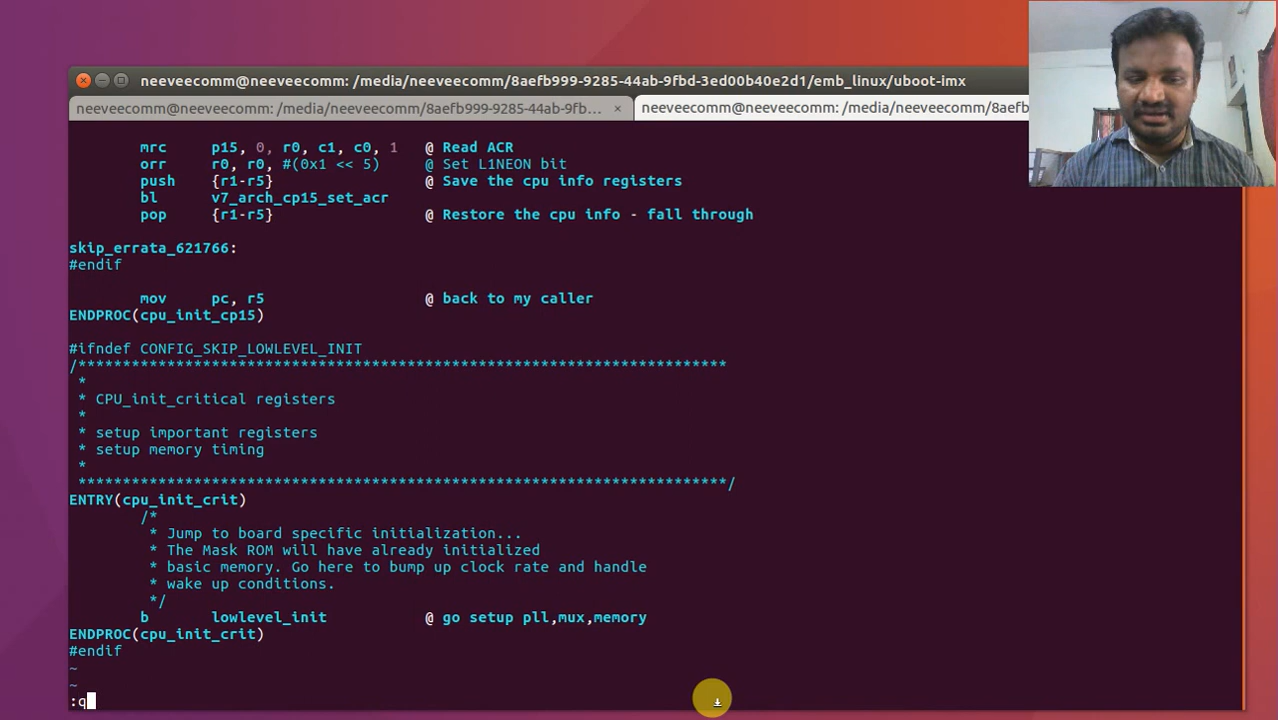 neeveecomm@neeveecomm: /media/neeveecomm/8aefb999-9285-44ab-9fbd-3ed00b40e2d1/emb_linux/uboot-imx
neeveecomm@neeveecomm: /media/neeveecomm/8aefb999-9285-44ab-9fb... × neeveecomm@neeveecomm: /media/neeveecomm/8aefb
mrc p15, 0, r0, c1, c0, 1 @ Read ACR
orr r0, r0, #(0x1 << 5) @ Set L1NEON bit
push {r1-r5} @ Save the cpu info registers
bl v7_arch_cp15_set_acr
pop {r1-r5} @ Restore the cpu info - fall through
skip_errata_621766:
#endif
mov pc, r5 @ back to my caller
ENDPROC(cpu_init_cp15)
#ifndef CONFIG_SKIP_LOWLEVEL_INIT
/*************************************************************************
*
* CPU_init_critical registers
*
* setup important registers
* setup memory timing
*
*************************************************************************/
ENTRY(cpu_init_crit)
/*
* Jump to board specific initialization...
* The Mask ROM will have already initialized
* basic memory. Go here to bump up clock rate and handle
* wake up conditions.
*/
b lowlevel_init @ go setup pll,mux,memory
ENDPROC(cpu_init_crit)
#endif
~
~
:q